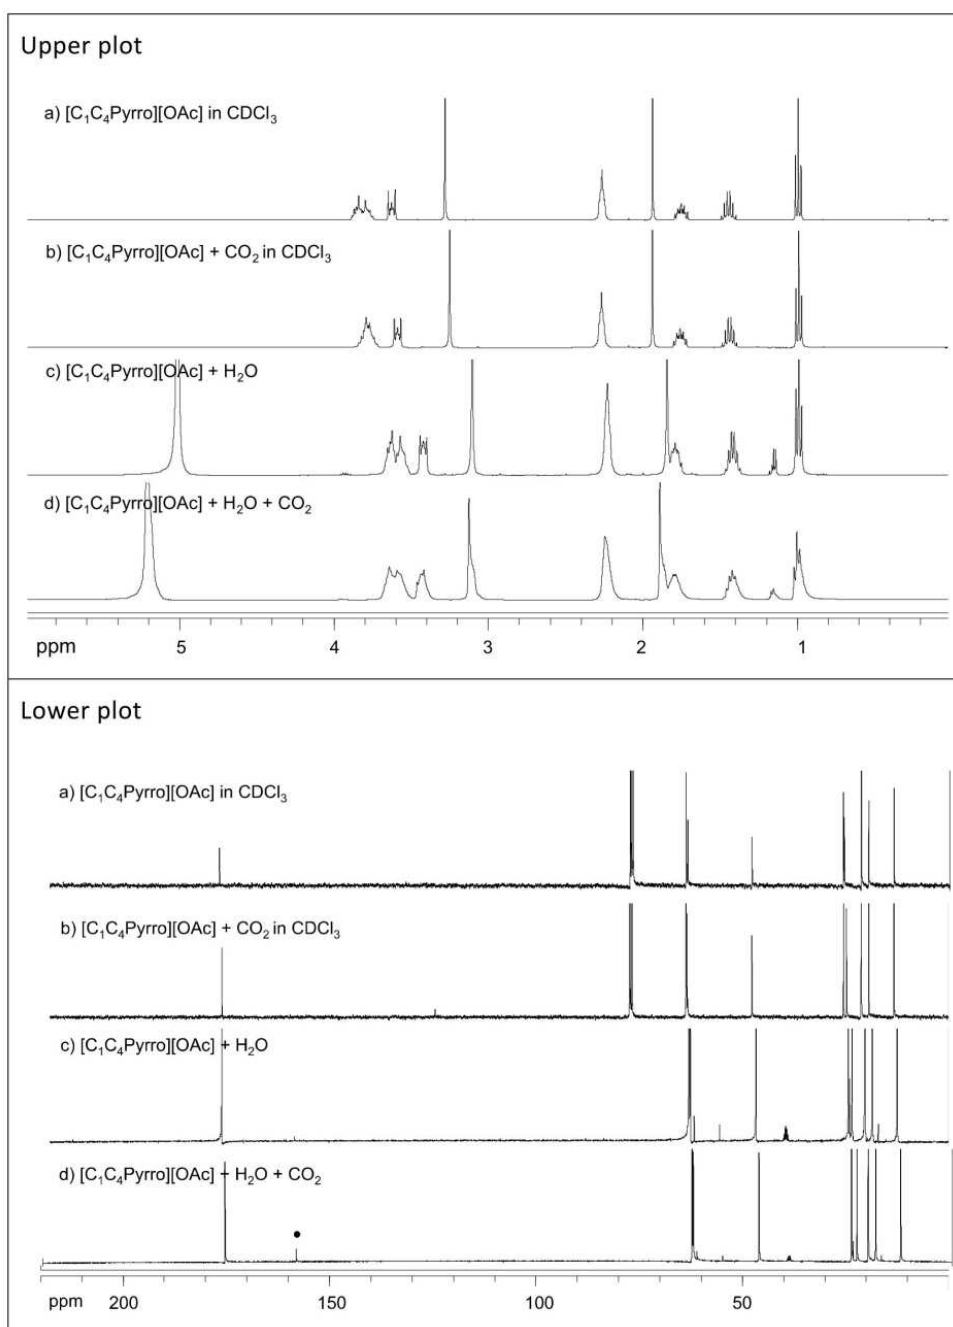 Upper plot
a) [C₁C₄Pyrro][OAc] in CDCl₃
b) [C₁C₄Pyrro][OAc] + CO₂ in CDCl₃
c) [C₁C₄Pyrro][OAc] + H₂O
d) [C₁C₄Pyrro][OAc] + H₂O + CO₂
ppm 5 4 3 2 1
Lower plot
a) [C₁C₄Pyrro][OAc] in CDCl₃
b) [C₁C₄Pyrro][OAc] + CO₂ in CDCl₃
c) [C₁C₄Pyrro][OAc] + H₂O
d) [C₁C₄Pyrro][OAc] + H₂O + CO₂
ppm 200 150 100 50